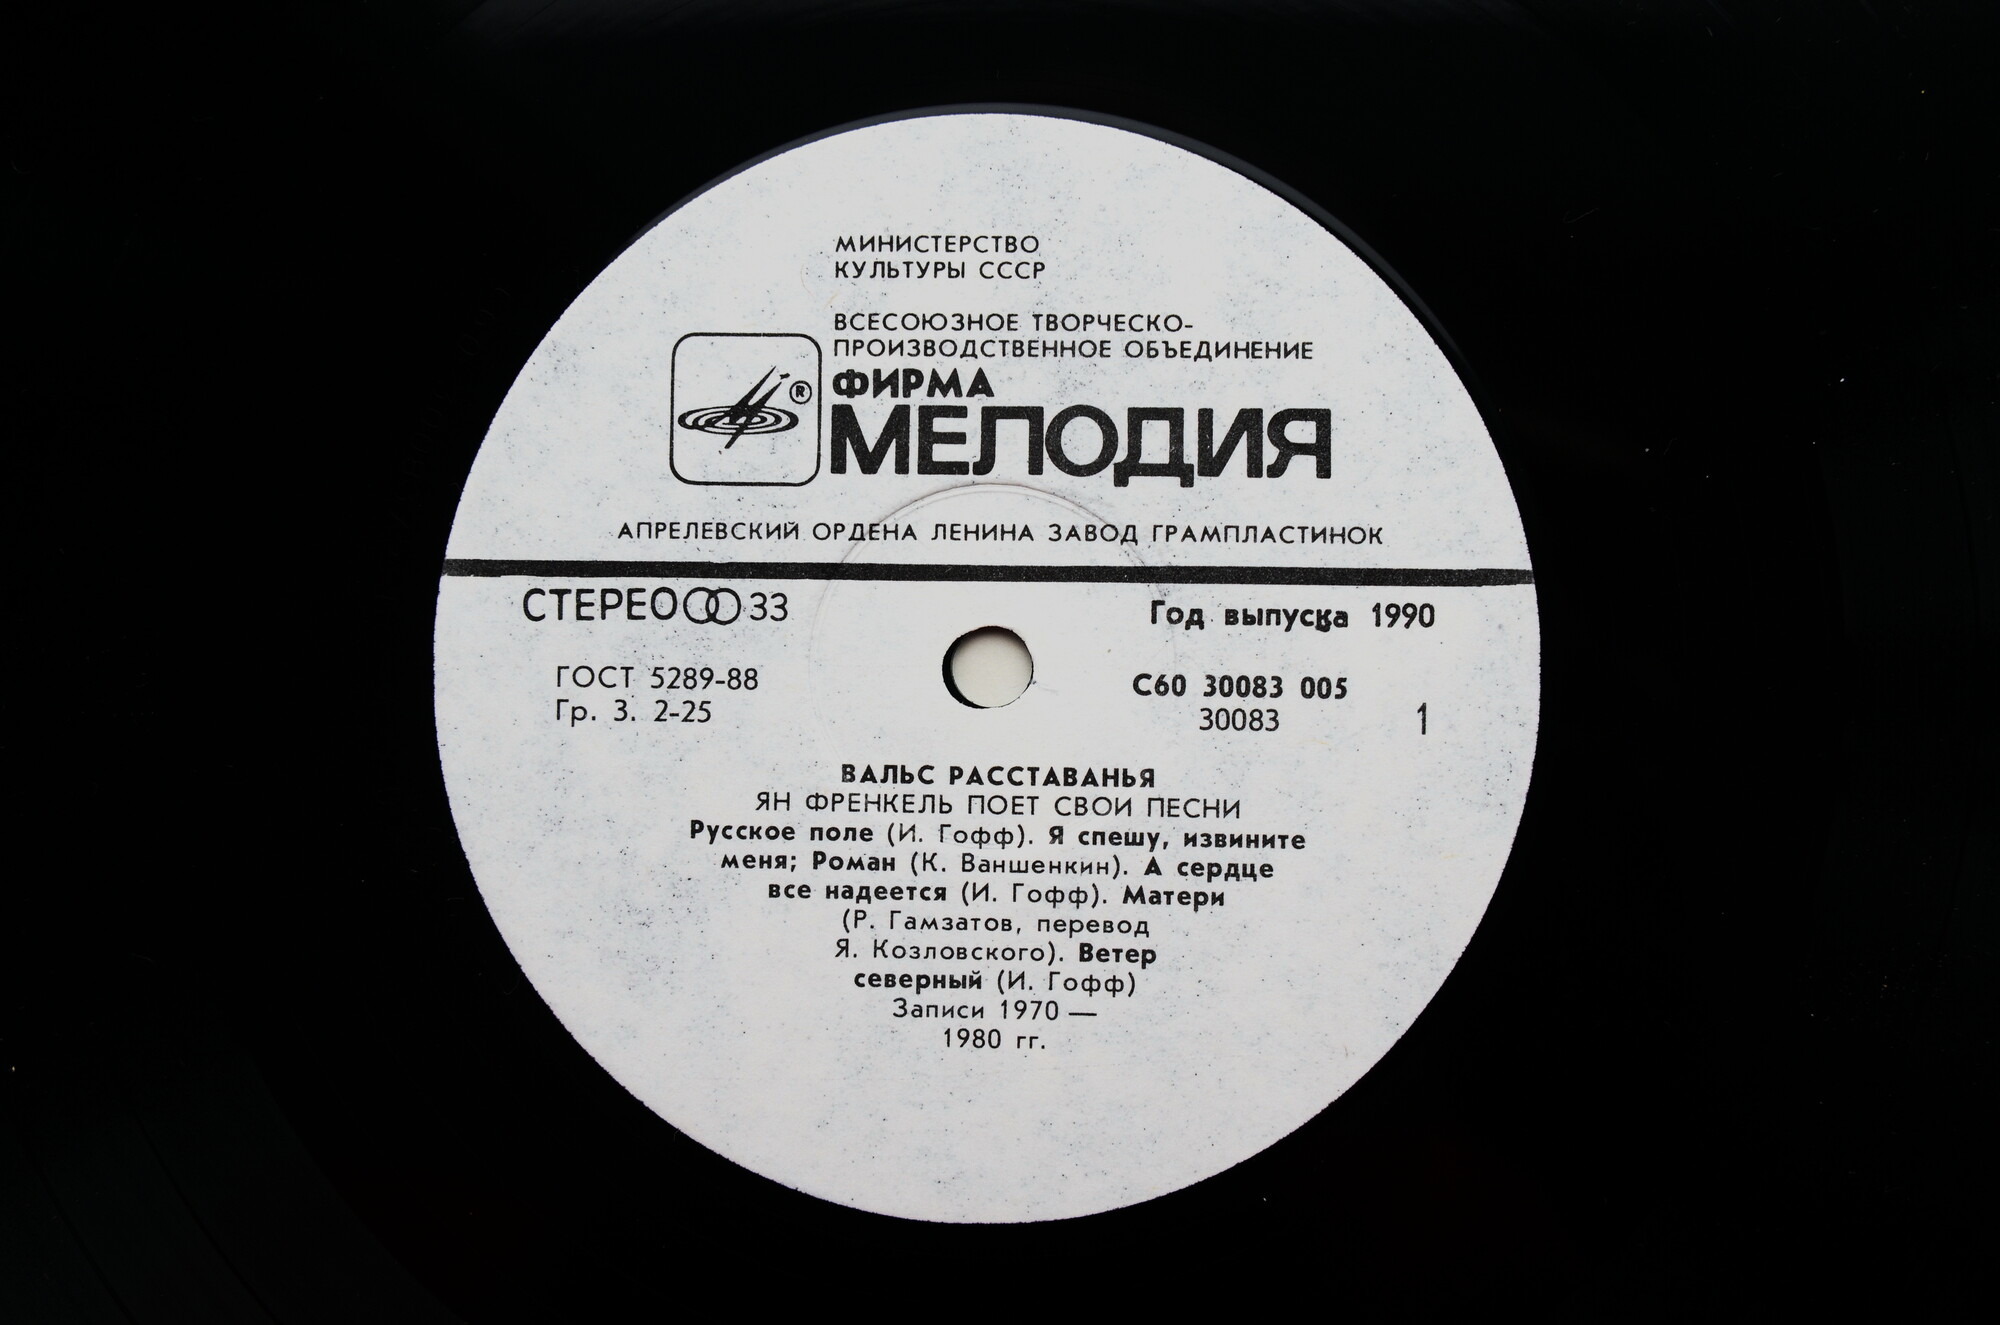 МИНИСТЕРСТВО
КУЛЬТУРЫ СССР
ВСЕСОЮЗНОЕ ТВОРЧЕСКО-
ПРОИЗВОДСТВЕННОЕ ОБЪЕДИНЕНИЕ
ФИРМА
® МЕЛОДИЯ
АПРЕЛЕВСКИЙ ОРДЕНА ЛЕНИНА ЗАВОД ГРАМПЛАСТИНОК
СТЕРЕО 33
Год выпуска 1990
ГОСТ 5289-88
Гр. 3. 2-25
С60 30083 005
30083
1
ВАЛЬС РАССТАВАНЬЯ
ЯН ФРЕНКЕЛЬ ПОЕТ СВОИ ПЕСНИ
Русское поле (И. Гофф). Я спешу, извините
меня; Роман (К. Ваншенкин). А сердце
все надеется (И. Гофф). Матери
(Р. Гамзатов, перевод
Я. Козловского). Ветер
северный (И. Гофф)
Записи 1970 —
1980 гг.